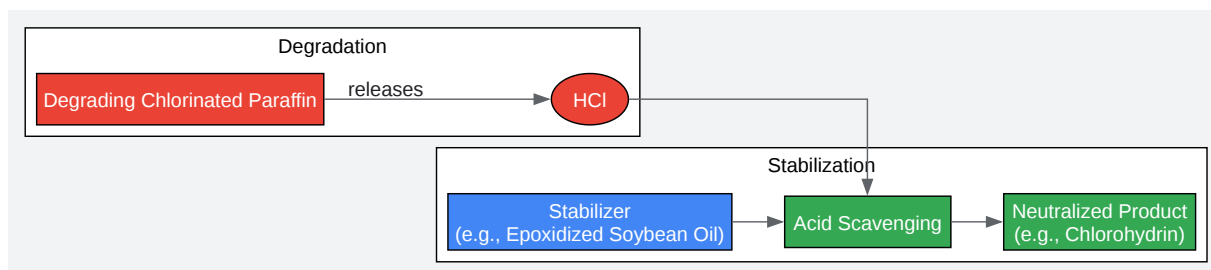 Degradation
Degrading Chlorinated Paraffin
releases
HCl
Stabilization
Stabilizer
(e.g., Epoxidized Soybean Oil)
Acid Scavenging
Neutralized Product
(e.g., Chlorohydrin)